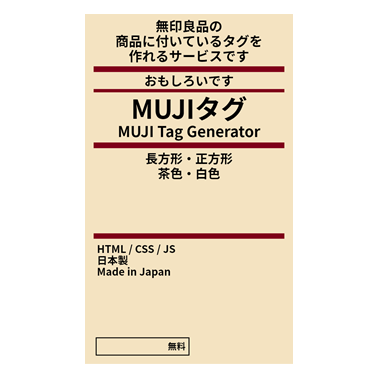 無印良品の
商品に付いているタグを
作れるサービスです
おもしろいです
MUJIタグ
MUJI Tag Generator
長方形・正方形
茶色・白色
HTML / CSS / JS
日本製
Made in Japan
無料